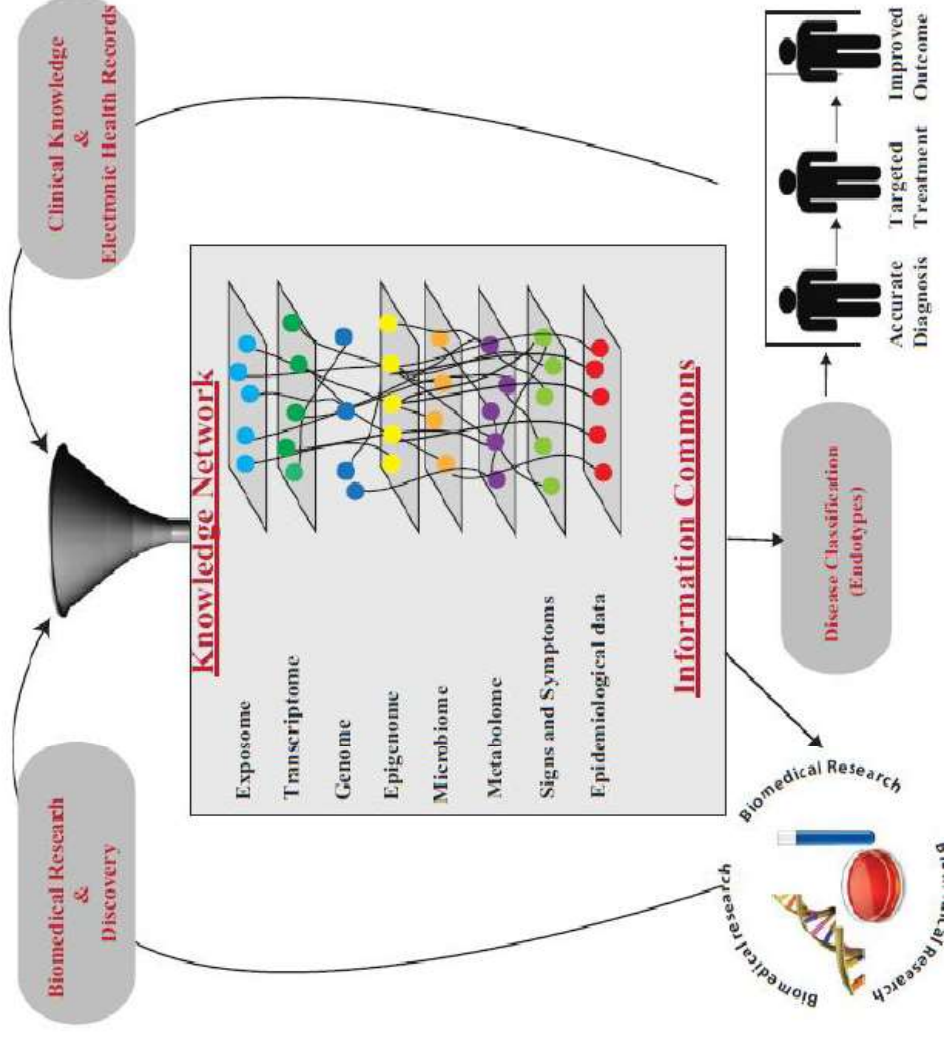 Biomedical Research
&
Discovery
Clinical Knowledge
&
Electronic Health Records
Knowledge Network
Exposome
Transcriptome
Genome
Epigenome
Microbiome
Metabolome
Signs and Symptoms
Epidemiological data
Information Commons
Biomedical research
Biomedical Research
Research
Disease Classification
(Endotypes)
Accurate
Diagnosis
Targeted
Treatment
Improved
Outcome